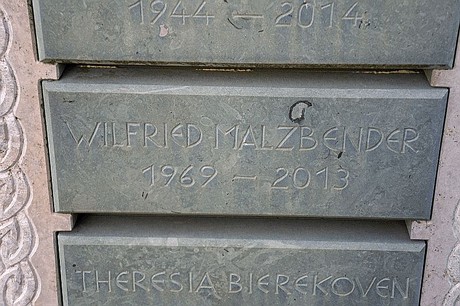 1944 – 2014
WILFRIED MALZBENDER
1969 – 2013
THERESIA BIEREKOVEN